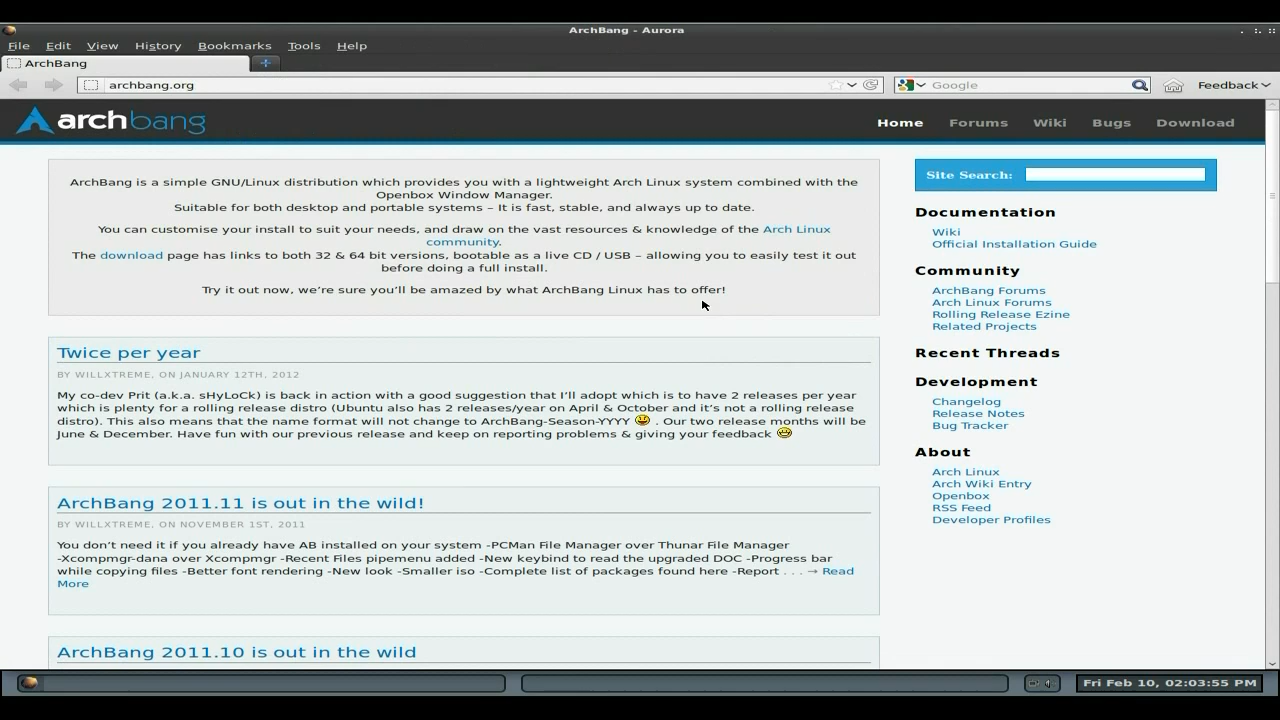 ArchBang - Aurora
File Edit View History Bookmarks Tools Help
ArchBang
archbang.org
Google
Feedback
archbang
Home Forums Wiki Bugs Download
ArchBang is a simple GNU/Linux distribution which provides you with a lightweight Arch Linux system combined with the
Openbox Window Manager.
Suitable for both desktop and portable systems – It is fast, stable, and always up to date.
You can customise your install to suit your needs, and draw on the vast resources & knowledge of the Arch Linux
community.
The download page has links to both 32 & 64 bit versions, bootable as a live CD / USB – allowing you to easily test it out
before doing a full install.
Try it out now, we’re sure you’ll be amazed by what ArchBang Linux has to offer!
Twice per year
BY WILLXTREME, ON JANUARY 12TH, 2012
My co-dev Prit (a.k.a. sHyLoCk) is back in action with a good suggestion that I’ll adopt which is to have 2 releases per year
which is plenty for a rolling release distro (Ubuntu also has 2 releases/year on April & October and it’s not a rolling release
distro). This also means that the name format will not change to ArchBang-Season-YYYY . Our two release months will be
June & December. Have fun with our previous release and keep on reporting problems & giving your feedback
ArchBang 2011.11 is out in the wild!
BY WILLXTREME, ON NOVEMBER 1ST, 2011
You don’t need it if you already have AB installed on your system -PCMan File Manager over Thunar File Manager
-Xcompmgr-dana over Xcompmgr -Recent Files pipemenu added -New keybind to read the upgraded DOC -Progress bar
while copying files -Better font rendering -New look -Smaller iso -Complete list of packages found here -Report . . . → Read
More
ArchBang 2011.10 is out in the wild
Site Search:
Documentation
Wiki
Official Installation Guide
Community
ArchBang Forums
Arch Linux Forums
Rolling Release Ezine
Related Projects
Recent Threads
Development
Changelog
Release Notes
Bug Tracker
About
Arch Linux
Arch Wiki Entry
Openbox
RSS Feed
Developer Profiles
Fri Feb 10, 02:03:55 PM